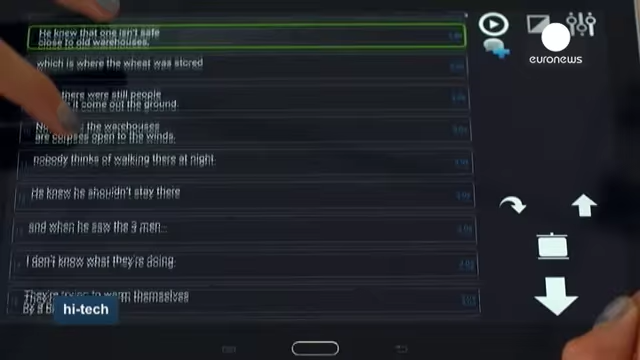 He knew that one isn't safe
close to old warehouses,
which is where the wheat was stored
there were still people
it come out the ground.
the warehouses
are corpses open to the winds.
nobody thinks of walking there at night.
He knew he shouldn't stay there
and when he saw the 3 men...
I don't know what they're doing.
They're trying to warm themselves
by a
euronews
hi-tech